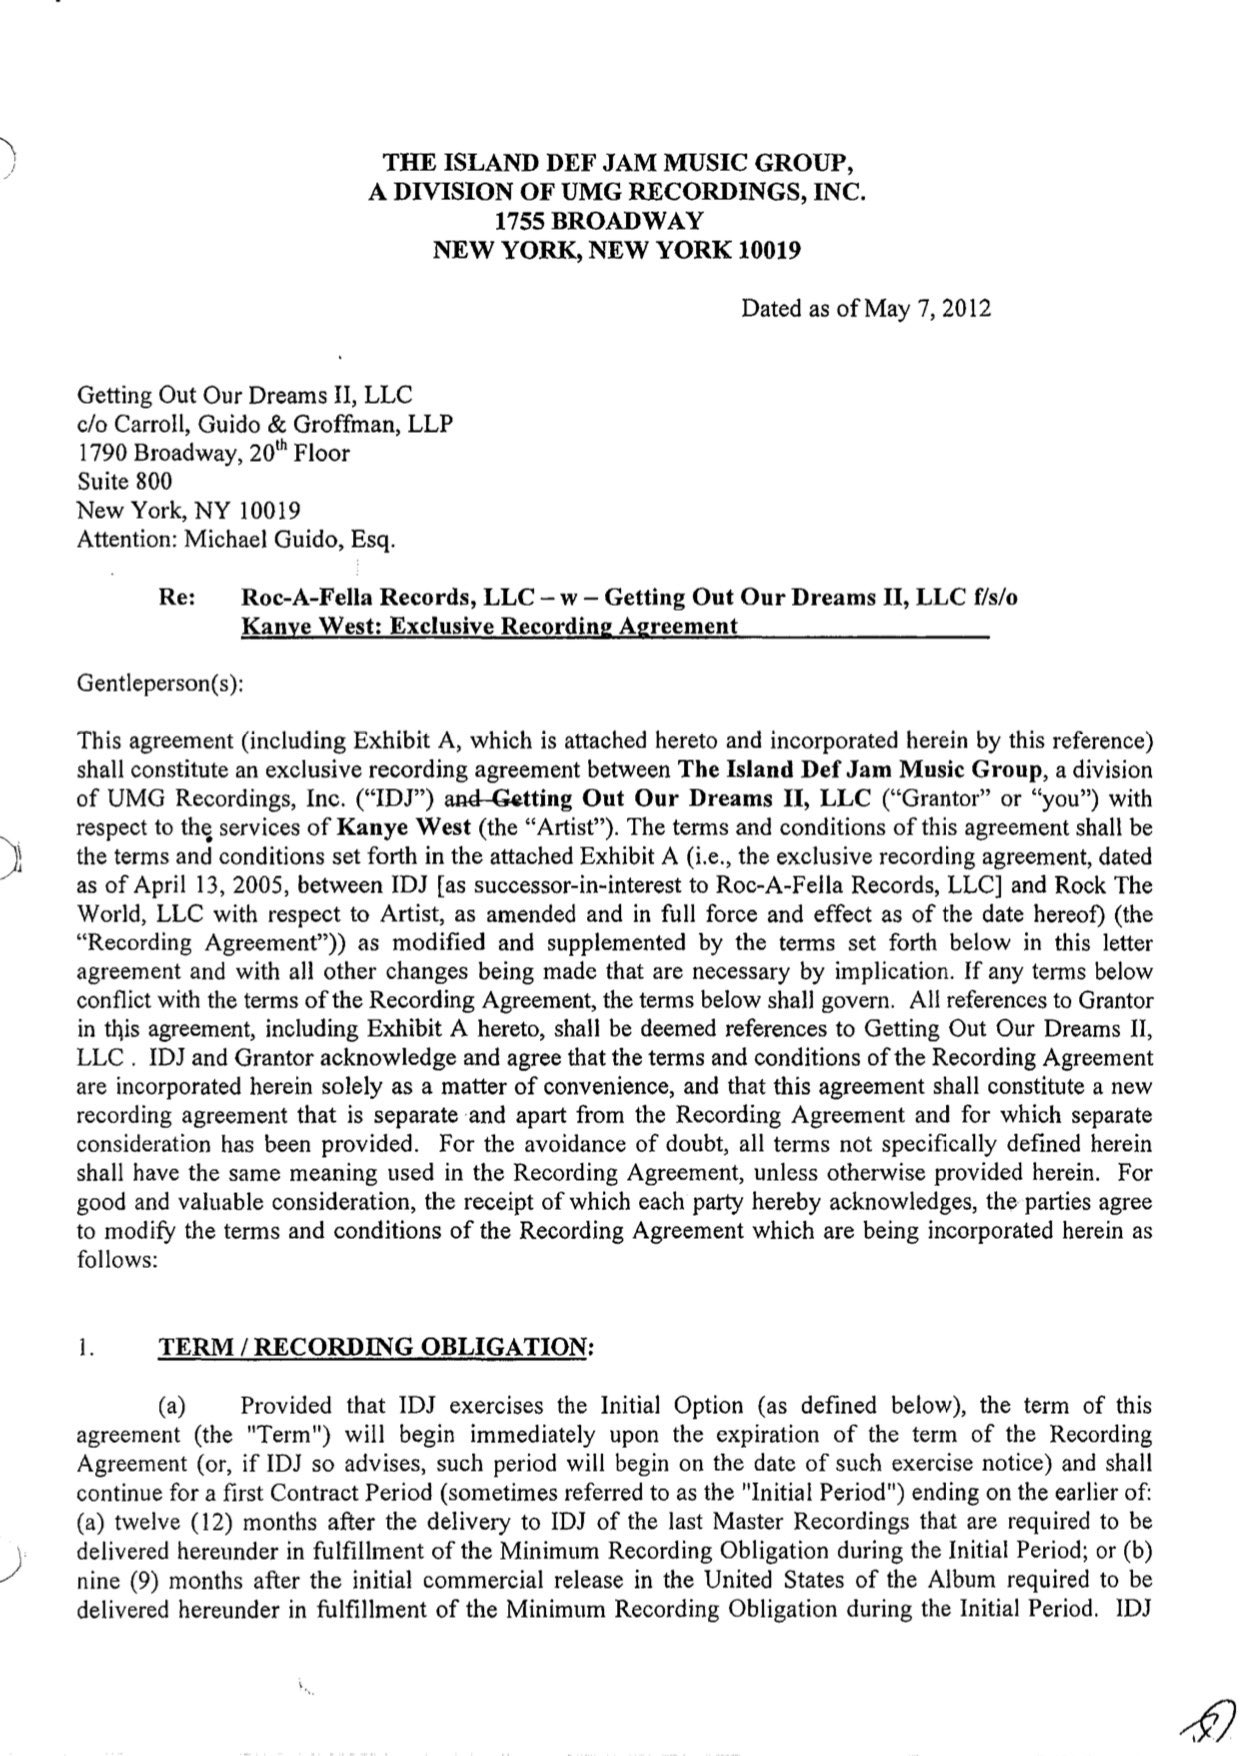 THE ISLAND DEF JAM MUSIC GROUP,
A DIVISION OF UMG RECORDINGS, INC.
1755 BROADWAY
NEW YORK, NEW YORK 10019
Dated as of May 7, 2012
Getting Out Our Dreams II, LLC
c/o Carroll, Guido & Groffman, LLP
1790 Broadway, 20th Floor
Suite 800
New York, NY 10019
Attention: Michael Guido, Esq.
Re: Roc-A-Fella Records, LLC – w – Getting Out Our Dreams II, LLC f/s/o
Kanye West: Exclusive Recording Agreement
Gentleperson(s):
This agreement (including Exhibit A, which is attached hereto and incorporated herein by this reference)
shall constitute an exclusive recording agreement between The Island Def Jam Music Group, a division
of UMG Recordings, Inc. (“IDJ”) and Getting Out Our Dreams II, LLC (“Grantor” or “you”) with
respect to the services of Kanye West (the “Artist”). The terms and conditions of this agreement shall be
the terms and conditions set forth in the attached Exhibit A (i.e., the exclusive recording agreement, dated
as of April 13, 2005, between IDJ [as successor-in-interest to Roc-A-Fella Records, LLC] and Rock The
World, LLC with respect to Artist, as amended and in full force and effect as of the date hereof) (the
“Recording Agreement”)) as modified and supplemented by the terms set forth below in this letter
agreement and with all other changes being made that are necessary by implication. If any terms below
conflict with the terms of the Recording Agreement, the terms below shall govern. All references to Grantor
in this agreement, including Exhibit A hereto, shall be deemed references to Getting Out Our Dreams II,
LLC . IDJ and Grantor acknowledge and agree that the terms and conditions of the Recording Agreement
are incorporated herein solely as a matter of convenience, and that this agreement shall constitute a new
recording agreement that is separate and apart from the Recording Agreement and for which separate
consideration has been provided. For the avoidance of doubt, all terms not specifically defined herein
shall have the same meaning used in the Recording Agreement, unless otherwise provided herein. For
good and valuable consideration, the receipt of which each party hereby acknowledges, the parties agree
to modify the terms and conditions of the Recording Agreement which are being incorporated herein as
follows:
1. TERM / RECORDING OBLIGATION:
(a) Provided that IDJ exercises the Initial Option (as defined below), the term of this
agreement (the "Term") will begin immediately upon the expiration of the term of the Recording
Agreement (or, if IDJ so advises, such period will begin on the date of such exercise notice) and shall
continue for a first Contract Period (sometimes referred to as the "Initial Period") ending on the earlier of:
(a) twelve (12) months after the delivery to IDJ of the last Master Recordings that are required to be
delivered hereunder in fulfillment of the Minimum Recording Obligation during the Initial Period; or (b)
nine (9) months after the initial commercial release in the United States of the Album required to be
delivered hereunder in fulfillment of the Minimum Recording Obligation during the Initial Period. IDJ